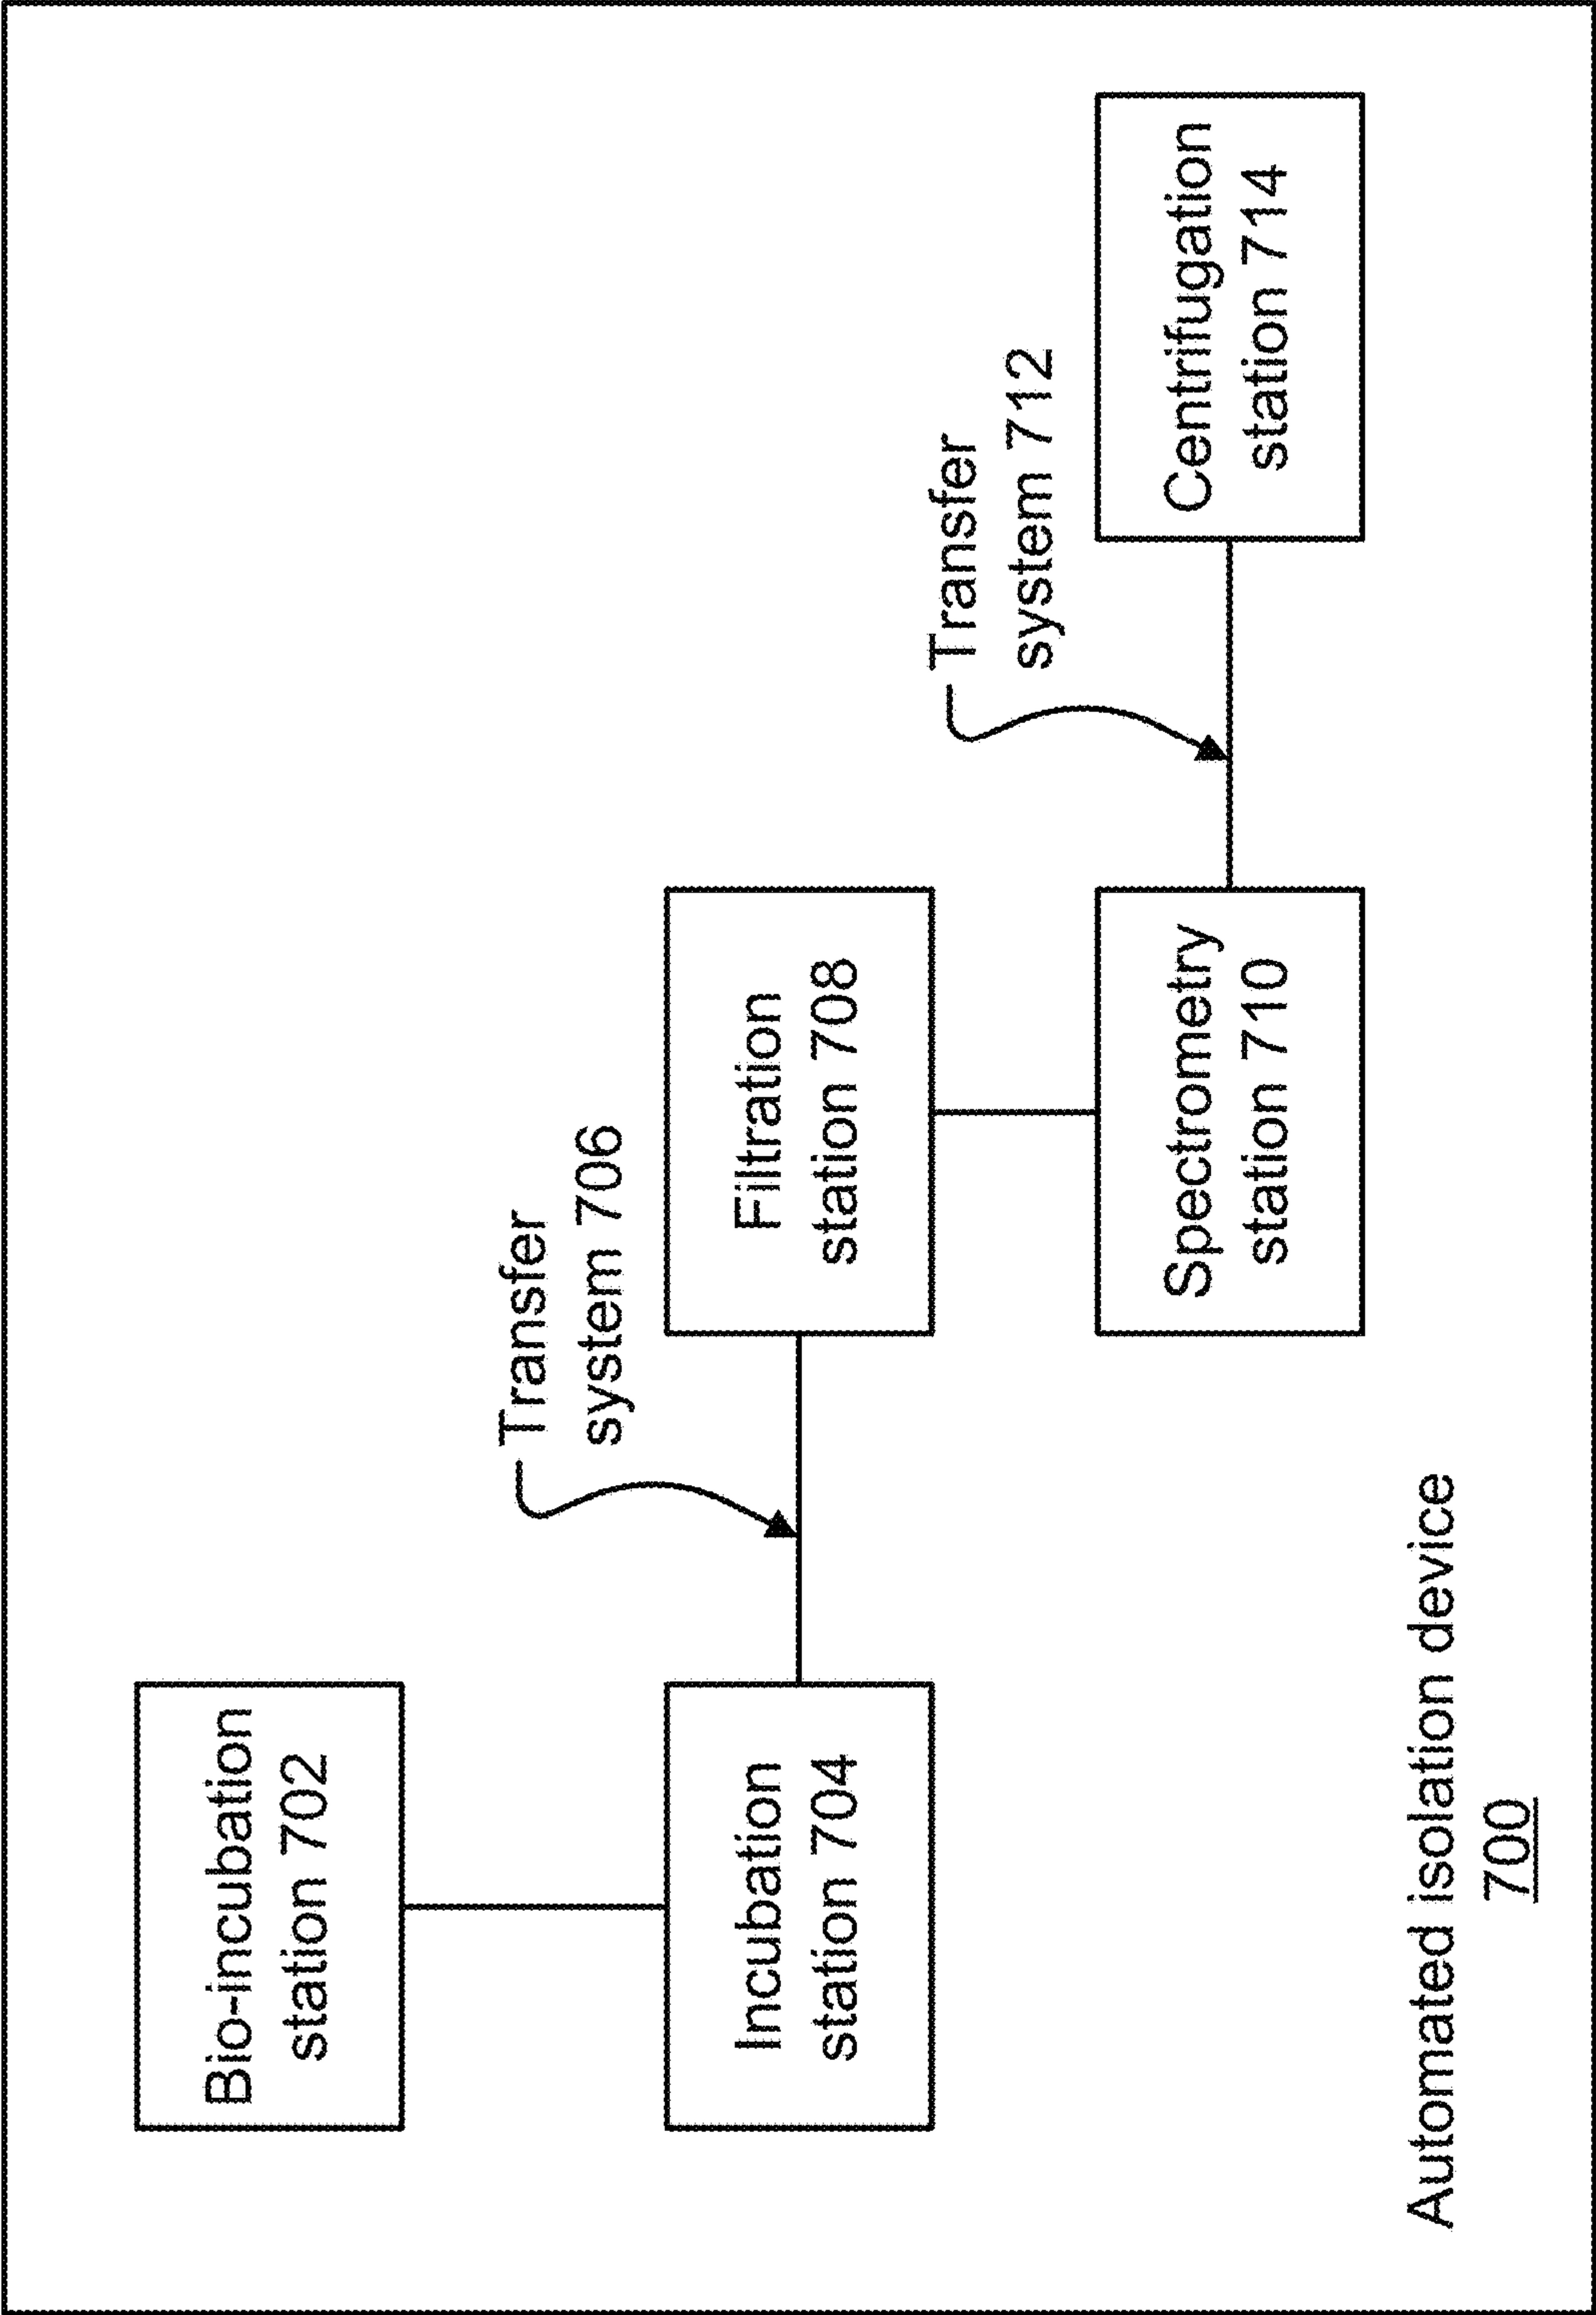 Bio-incubation
station 702
Incubation
station 704
Transfer
system 706
Filtration
station 708
Spectrometry
station 710
Transfer
system 712
Centrifugation
station 714
Automated isolation device
700